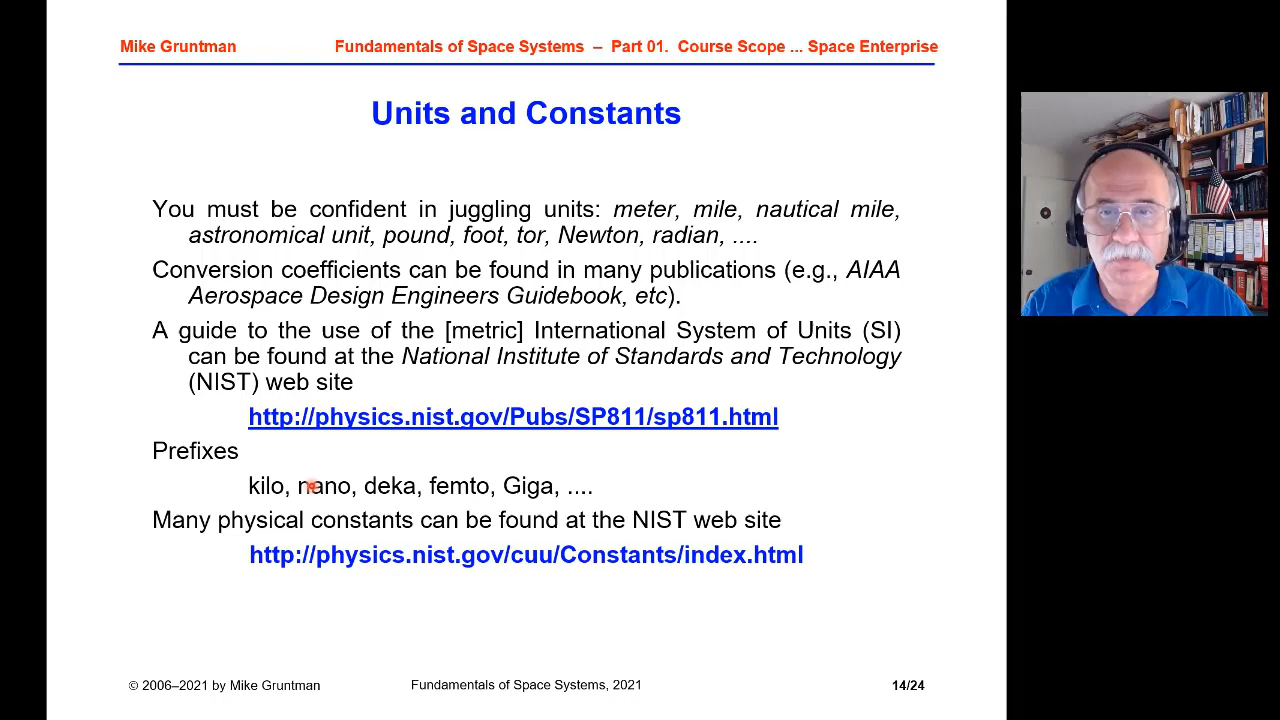 Mike Gruntman Fundamentals of Space Systems – Part 01. Course Scope ... Space Enterprise
Units and Constants
You must be confident in juggling units: meter, mile, nautical mile,
astronomical unit, pound, foot, tor, Newton, radian, ....
Conversion coefficients can be found in many publications (e.g., AIAA
Aerospace Design Engineers Guidebook, etc).
A guide to the use of the [metric] International System of Units (SI)
can be found at the National Institute of Standards and Technology
(NIST) web site
http://physics.nist.gov/Pubs/SP811/sp811.html
Prefixes
kilo, nano, deka, femto, Giga, ....
Many physical constants can be found at the NIST web site
http://physics.nist.gov/cuu/Constants/index.html
© 2006–2021 by Mike Gruntman Fundamentals of Space Systems, 2021 14/24